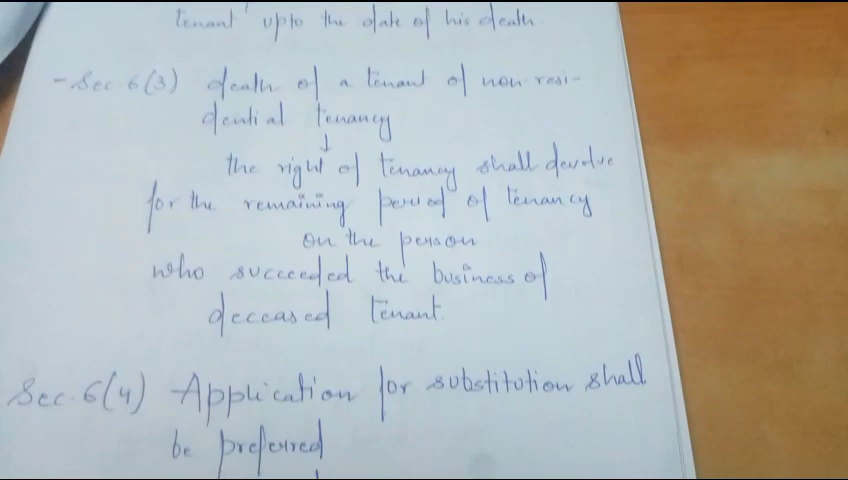 tenant' upto the date of his death
- Sec 6(3) death of a tenant of non-resi-
dential tenancy
↓
the right of tenancy shall devolve
for the remaining period of tenancy
on the person
who succeeded the business of
deceased tenant.
Sec. 6(4) Application for substitution shall
be preferred